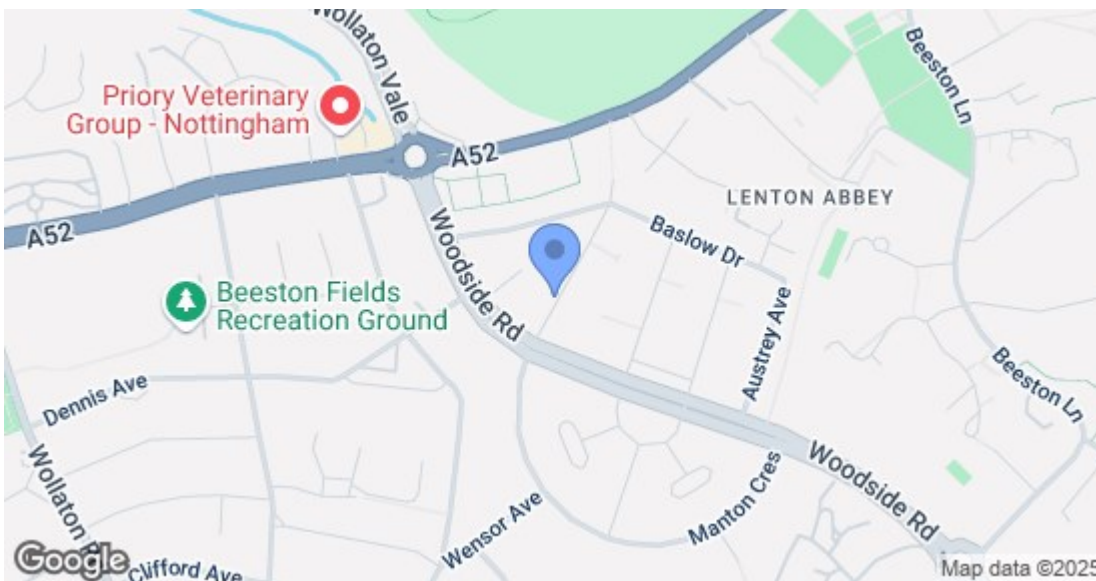 Wollaton Vale
Priory Veterinary
Group - Nottingham
A52
Beeston Ln
LENTON ABBEY
A52
Woodside Rd
Baslow Dr
Beeston Fields
Recreation Ground
Austrey Ave
Beeston Ln
Dennis Ave
Wollaton
Woodside Rd
Manton Cres
Wensor Ave
Google
Clifford Ave
Map data ©2025